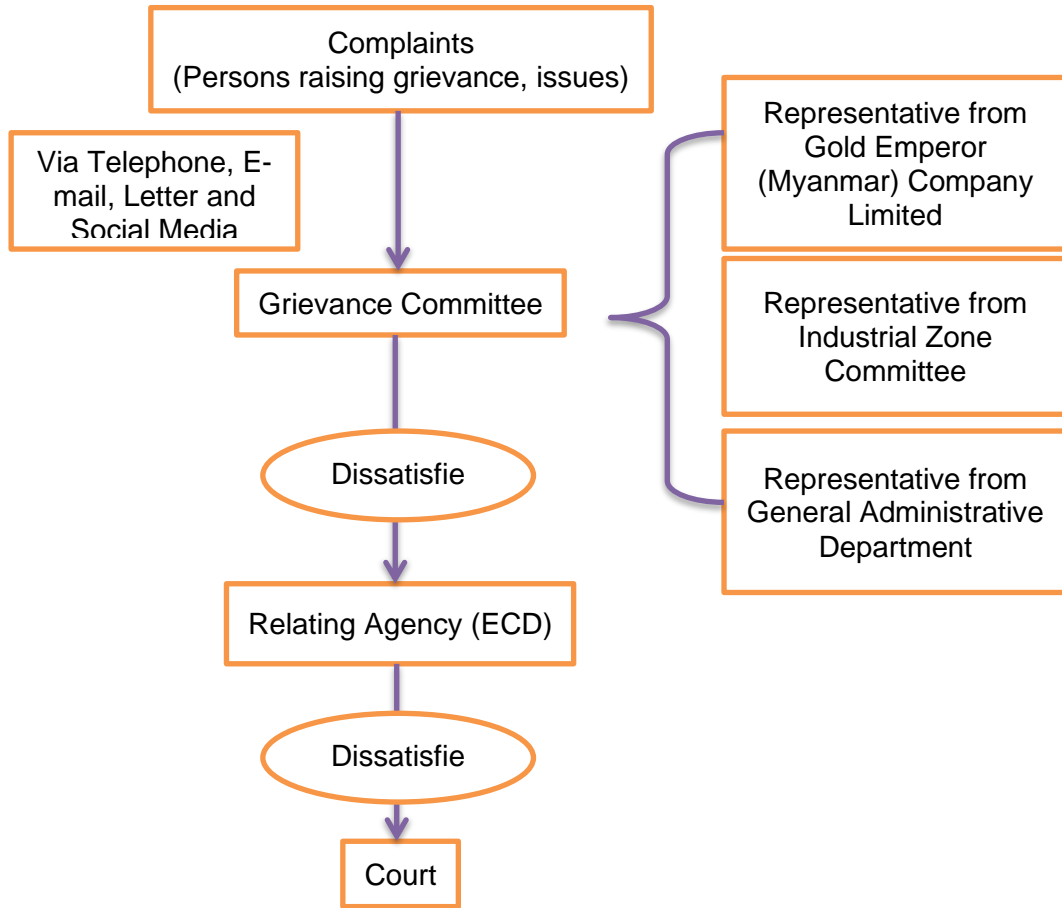 Complaints
(Persons raising grievance, issues)
Via Telephone, E-
mail, Letter and
Social Media
Grievance Committee
Dissatisfie
Relating Agency (ECD)
Dissatisfie
Court
Representative from
Gold Emperor
(Myanmar) Company
Limited
Representative from
Industrial Zone
Committee
Representative from
General Administrative
Department